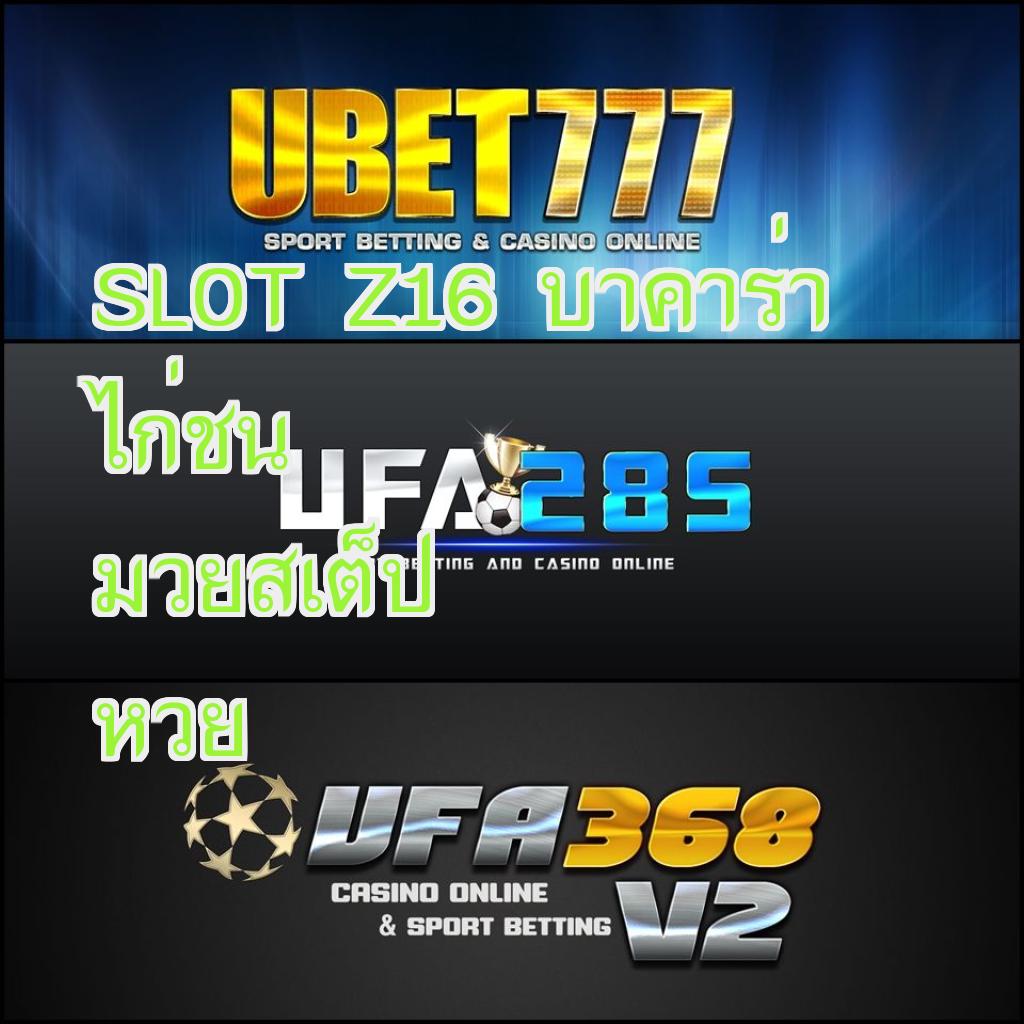 UBET777
SPORT BETTING & CASINO ONLINE
SLOT Z16 บาคาร่า
ไก่ชน
UFA285
BETTING AND CASINO ONLINE
มวยสเต็ป
หวย
UFA368
CASINO ONLINE
& SPORT BETTING
V2